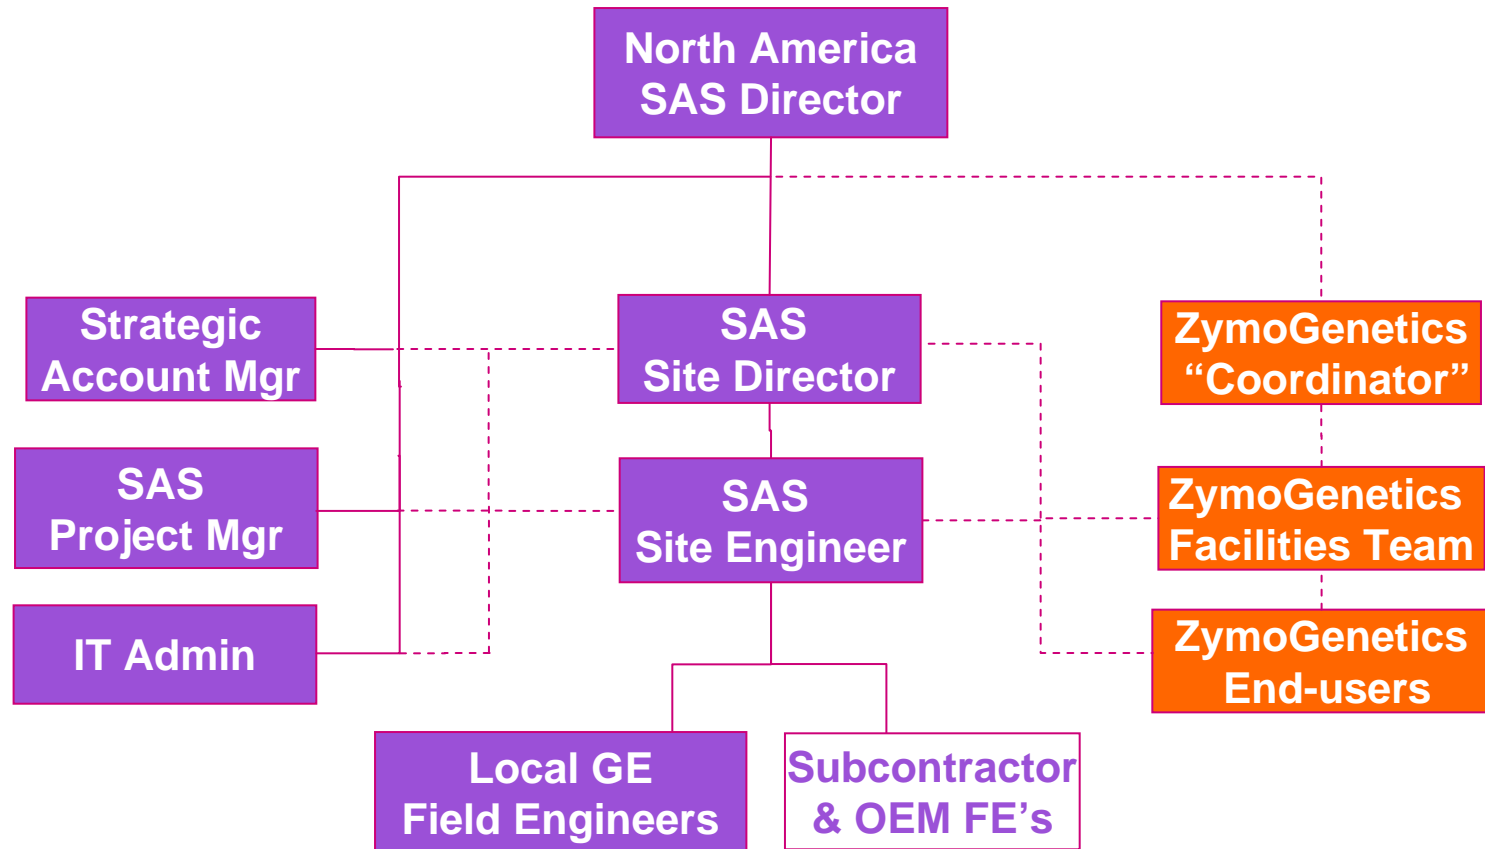 North America
SAS Director
Strategic
Account Mgr
SAS
Site Director
ZymoGenetics
“Coordinator”
SAS
Project Mgr
SAS
Site Engineer
ZymoGenetics
Facilities Team
IT Admin
ZymoGenetics
End-users
Local GE
Field Engineers
Subcontractor
& OEM FE’s